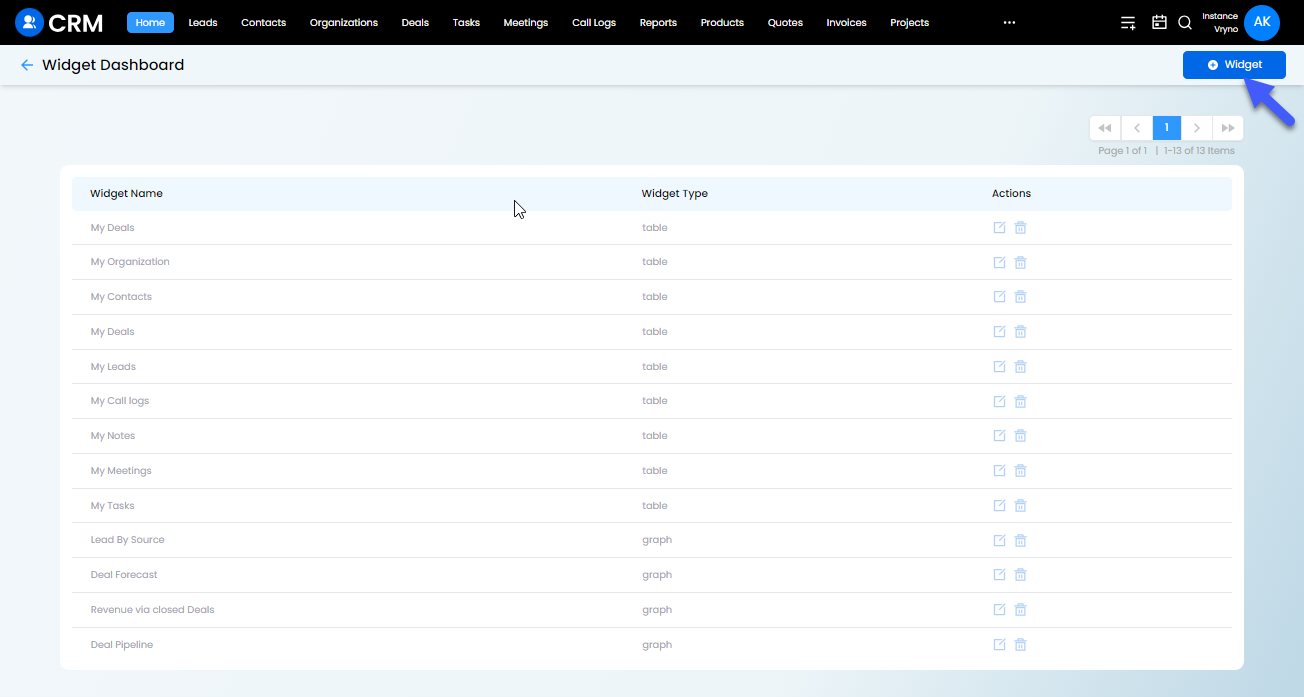 CRM Home Leads Contacts Organizations Deals Tasks Meetings Call Logs Reports Products Quotes Invoices Projects ... Instance Vryno AK
Widget Dashboard Widget
1
Page 1 of 1 | 1-13 of 13 Items
Widget Name Widget Type Actions
My Deals table
My Organization table
My Contacts table
My Deals table
My Leads table
My Call logs table
My Notes table
My Meetings table
My Tasks table
Lead By Source graph
Deal Forecast graph
Revenue via closed Deals graph
Deal Pipeline graph